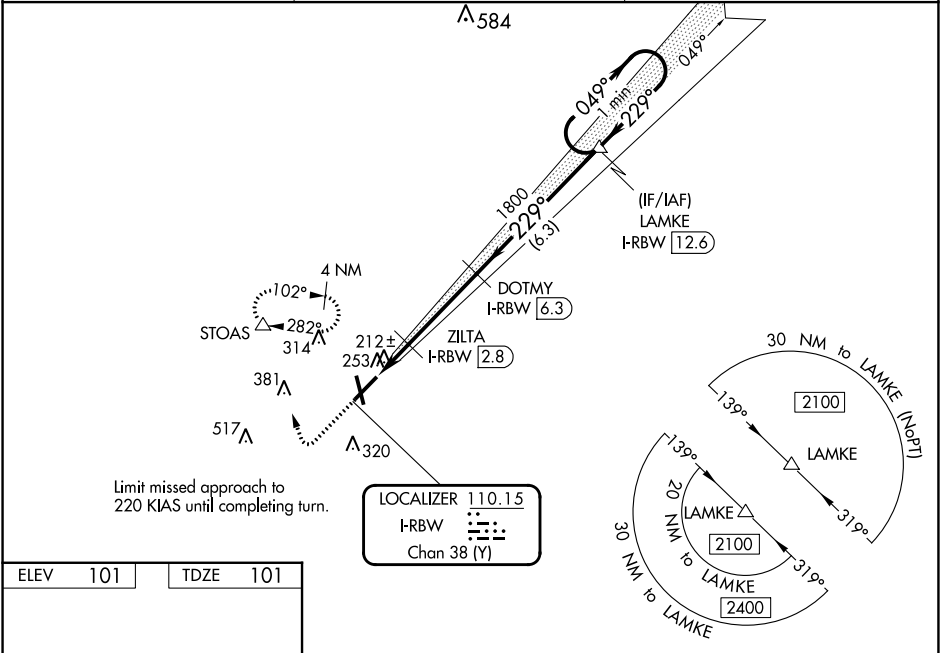 584
049°
049°
1 min
229°
1800
229°
(6.3)
(IF/IAF)
LAMKE
I-RBW 12.6
4 NM
102°
STOAS
282°
314
DOTMY
I-RBW 6.3
212 ±
253
ZILTA
I-RBW 2.8
381
517
320
30 NM to LAMKE (NoPT)
139°
2100
LAMKE
319°
139°
LAMKE
20 NM to LAMKE
2100
319°
30 NM to LAMKE
2400
Limit missed approach to
220 KIAS until completing turn.
LOCALIZER 110.15
I-RBW
Chan 38 (Y)
ELEV 101
TDZE 101